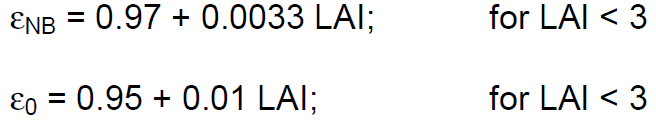 εNB = 0.97 + 0.0033 LAI; for LAI < 3
ε0 = 0.95 + 0.01 LAI; for LAI < 3